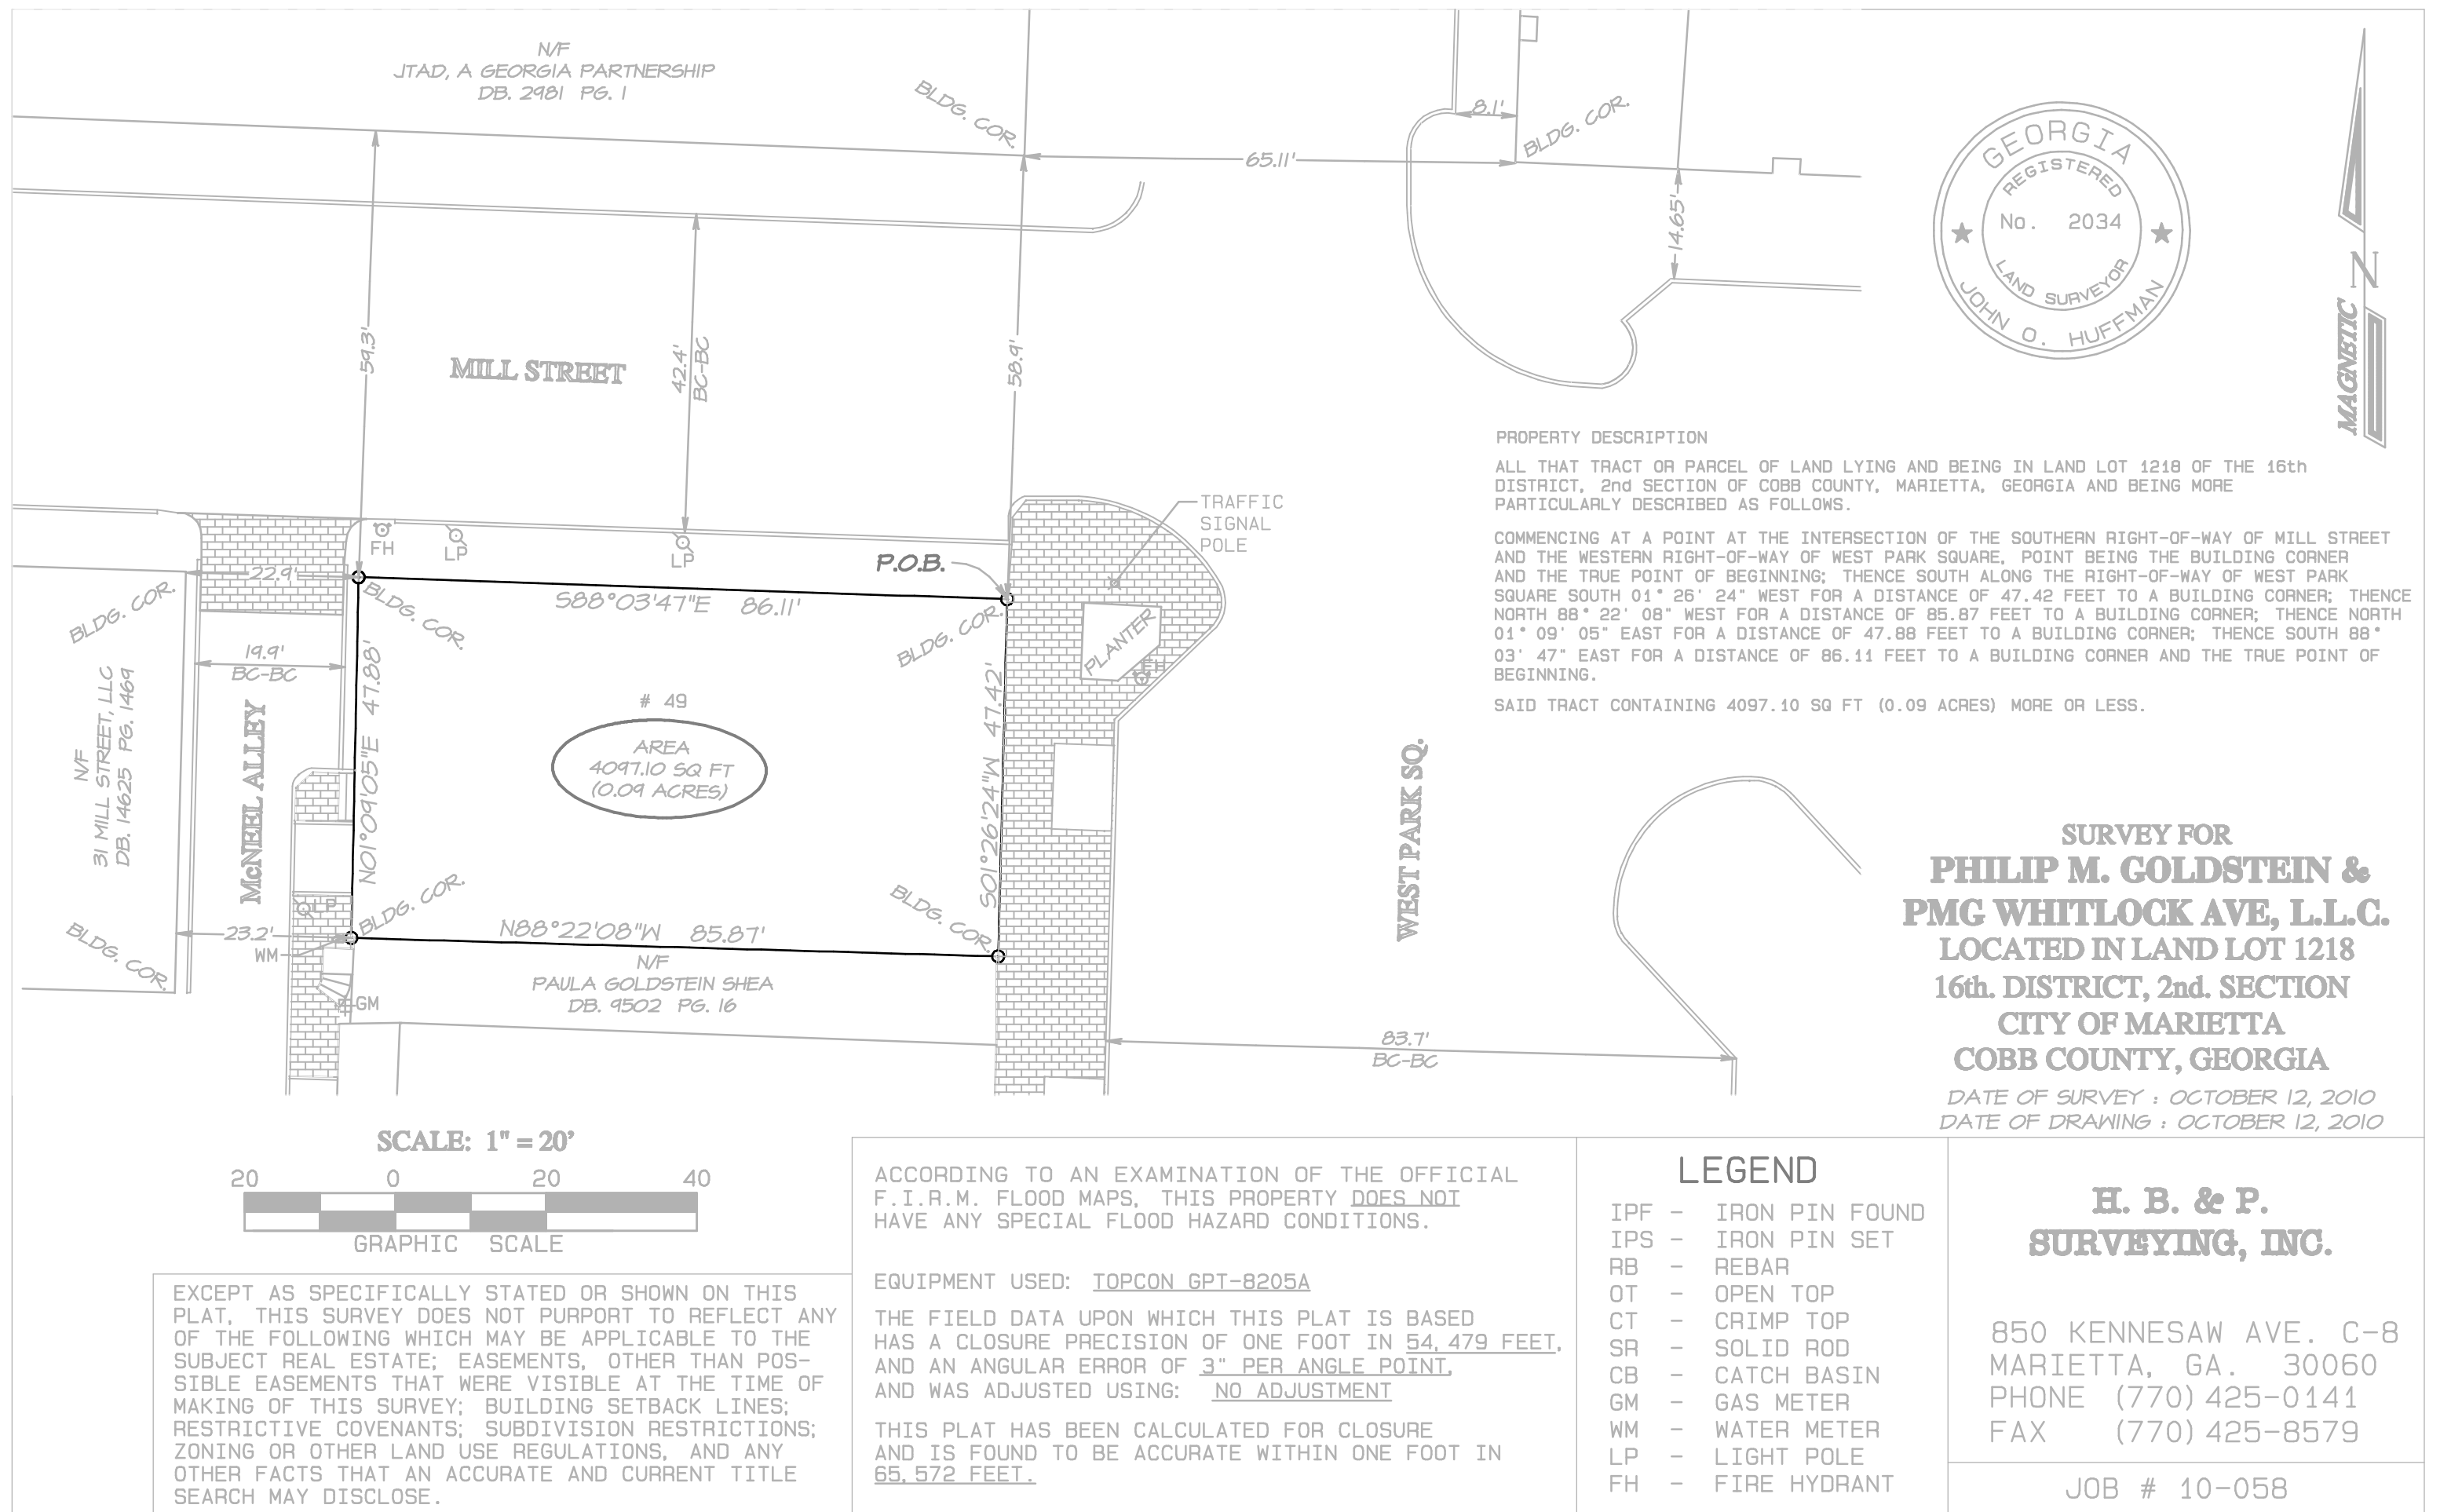 N/F
JTAD, A GEORGIA PARTNERSHIP
DB. 2981 PG. 1
BLDG. COR.
65.11'
8.1'
BLDG. COR.
14.65'
59.3'
MILL STREET
42.4'
BC-BC
58.9'
GEORGIA
REGISTERED
No. 2034
LAND SURVEYOR
JOHN O. HUFFMAN
N
MAGNETIC
PROPERTY DESCRIPTION
ALL THAT TRACT OR PARCEL OF LAND LYING AND BEING IN LAND LOT 1218 OF THE 16th
DISTRICT, 2nd SECTION OF COBB COUNTY, MARIETTA, GEORGIA AND BEING MORE
PARTICULARLY DESCRIBED AS FOLLOWS.
COMMENCING AT A POINT AT THE INTERSECTION OF THE SOUTHERN RIGHT-OF-WAY OF MILL STREET
AND THE WESTERN RIGHT-OF-WAY OF WEST PARK SQUARE, POINT BEING THE BUILDING CORNER
AND THE TRUE POINT OF BEGINNING; THENCE SOUTH ALONG THE RIGHT-OF-WAY OF WEST PARK
SQUARE SOUTH 01° 26' 24" WEST FOR A DISTANCE OF 47.42 FEET TO A BUILDING CORNER; THENCE
NORTH 88° 22' 08" WEST FOR A DISTANCE OF 85.87 FEET TO A BUILDING CORNER; THENCE NORTH
01° 09' 05" EAST FOR A DISTANCE OF 47.88 FEET TO A BUILDING CORNER; THENCE SOUTH 88°
03' 47" EAST FOR A DISTANCE OF 86.11 FEET TO A BUILDING CORNER AND THE TRUE POINT OF
BEGINNING.
SAID TRACT CONTAINING 4097.10 SQ FT (0.09 ACRES) MORE OR LESS.
TRAFFIC
SIGNAL
POLE
FH
LP
LP
P.O.B.
22.9'
BLDG. COR.
BLDG. COR.
S88°03'47"E 86.11'
BLDG. COR.
PLANTER
FH
19.9'
BC-BC
N/F
31 MILL STREET, LLC
DB. 14625 PG. 1469
McNEEL ALLEY
N01°09'05"E 47.88'
# 49
AREA
4097.10 SQ FT
(0.09 ACRES)
S01°26'24"W 47.42'
WEST PARK SQ.
LP
BLDG. COR.
BLDG. COR.
BLDG. COR.
23.2'
WM
N88°22'08"W 85.87'
N/F
PAULA GOLDSTEIN SHEA
DB. 9502 PG. 16
GM
83.7'
BC-BC
SURVEY FOR
PHILIP M. GOLDSTEIN &
PMG WHITLOCK AVE, L.L.C.
LOCATED IN LAND LOT 1218
16th. DISTRICT, 2nd. SECTION
CITY OF MARIETTA
COBB COUNTY, GEORGIA
DATE OF SURVEY : OCTOBER 12, 2010
DATE OF DRAWING : OCTOBER 12, 2010
SCALE: 1" = 20'
20 0 20 40
GRAPHIC SCALE
EXCEPT AS SPECIFICALLY STATED OR SHOWN ON THIS
PLAT, THIS SURVEY DOES NOT PURPORT TO REFLECT ANY
OF THE FOLLOWING WHICH MAY BE APPLICABLE TO THE
SUBJECT REAL ESTATE; EASEMENTS, OTHER THAN POS-
SIBLE EASEMENTS THAT WERE VISIBLE AT THE TIME OF
MAKING OF THIS SURVEY; BUILDING SETBACK LINES;
RESTRICTIVE COVENANTS; SUBDIVISION RESTRICTIONS;
ZONING OR OTHER LAND USE REGULATIONS, AND ANY
OTHER FACTS THAT AN ACCURATE AND CURRENT TITLE
SEARCH MAY DISCLOSE.
ACCORDING TO AN EXAMINATION OF THE OFFICIAL
F.I.R.M. FLOOD MAPS, THIS PROPERTY DOES NOT
HAVE ANY SPECIAL FLOOD HAZARD CONDITIONS.
EQUIPMENT USED: TOPCON GPT-8205A
THE FIELD DATA UPON WHICH THIS PLAT IS BASED
HAS A CLOSURE PRECISION OF ONE FOOT IN 54,479 FEET,
AND AN ANGULAR ERROR OF 3" PER ANGLE POINT,
AND WAS ADJUSTED USING: NO ADJUSTMENT
THIS PLAT HAS BEEN CALCULATED FOR CLOSURE
AND IS FOUND TO BE ACCURATE WITHIN ONE FOOT IN
65,572 FEET.
LEGEND
IPF - IRON PIN FOUND
IPS - IRON PIN SET
RB - REBAR
OT - OPEN TOP
CT - CRIMP TOP
SR - SOLID ROD
CB - CATCH BASIN
GM - GAS METER
WM - WATER METER
LP - LIGHT POLE
FH - FIRE HYDRANT
H. B. & P.
SURVEYING, INC.
850 KENNESAW AVE. C-8
MARIETTA, GA. 30060
PHONE (770) 425-0141
FAX (770) 425-8579
JOB # 10-058